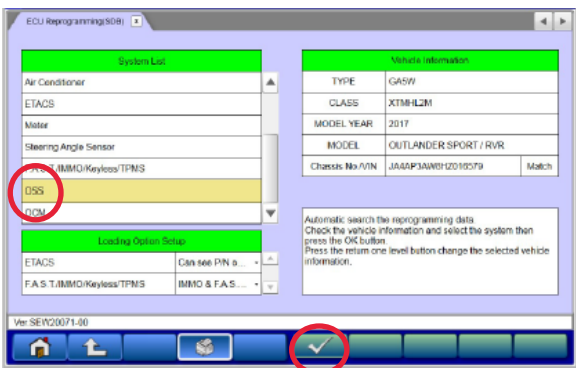 ECU Reprogramming(SDB) x
System List
Air Conditioner
ETACS
Meter
Steering Angle Sensor
F.A.S.T./IMMO/Keyless/TPMS
OSS
OCM
Loading Option Setup
ETACS Can see P/N o...
F.A.S.T./IMMO/Keyless/TPMS IMMO & F.A.S....
Vehicle Information
TYPE GA5W
CLASS XTMHL2M
MODEL YEAR 2017
MODEL OUTLANDER SPORT / RVR
Chassis No./VIN Match
Automatic search the reprogramming data.
Check the vehicle information and select the system then
press the OK button.
Press the return one level button change the selected vehicle
information.
Ver.SEW20071-00